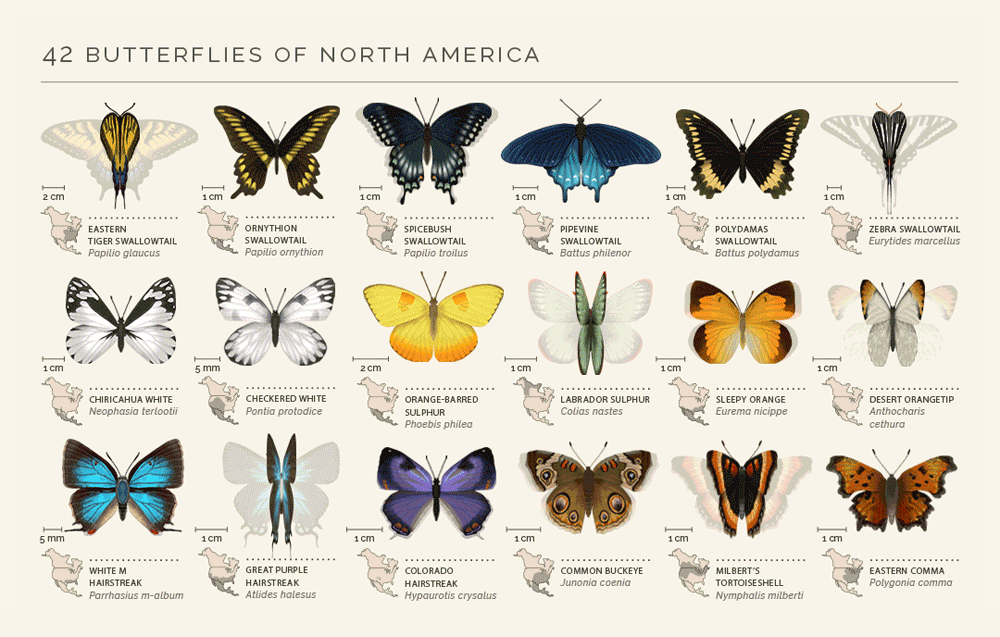 42 BUTTERFLIES OF NORTH AMERICA
2 cm
1 cm
1 cm
1 cm
1 cm
1 cm
EASTERN
TIGER SWALLOWTAIL
Papilio glaucus
ORNYTHION
SWALLOWTAIL
Papilio ornythion
SPICEBUSH
SWALLOWTAIL
Papilio troilus
PIPEVINE
SWALLOWTAIL
Battus philenor
POLYDAMAS
SWALLOWTAIL
Battus polydamus
ZEBRA SWALLOWTAIL
Eurytides marcellus
1 cm
5 mm
2 cm
1 cm
1 cm
1 cm
CHIRICAHUA WHITE
Neophasia terlootii
CHECKERED WHITE
Pontia protodice
ORANGE-BARRED
SULPHUR
Phoebis philea
LABRADOR SULPHUR
Colias nastes
SLEEPY ORANGE
Eurema nicippe
DESERT ORANGETIP
Anthocharis
cethura
5 mm
1 cm
1 cm
1 cm
1 cm
1 cm
WHITE M
HAIRSTREAK
Parrhasius m-album
GREAT PURPLE
HAIRSTREAK
Atlides halesus
COLORADO
HAIRSTREAK
Hypaurotis crysalus
COMMON BUCKEYE
Junonia coenia
MILBERT'S
TORTOISESHELL
Nymphalis milberti
EASTERN COMMA
Polygonia comma